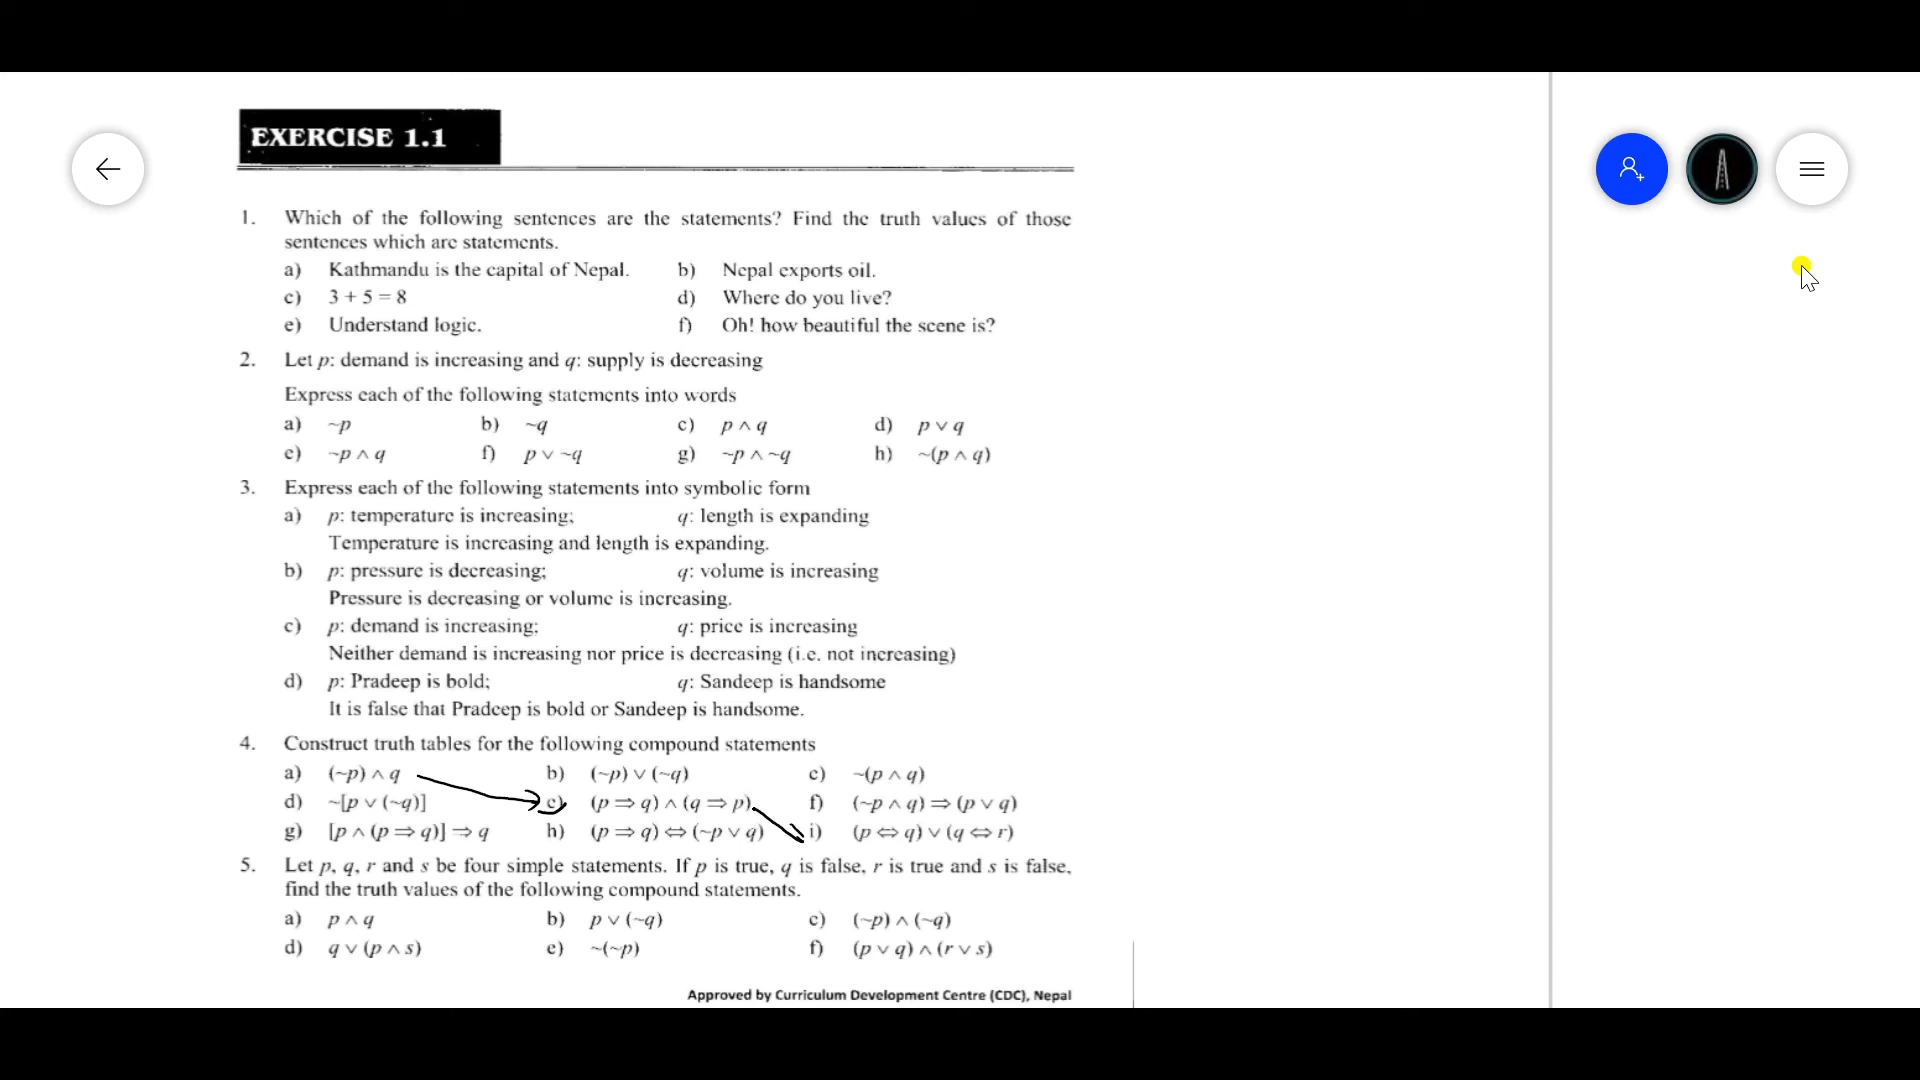 EXERCISE 1.1
1. Which of the following sentences are the statements? Find the truth values of those
sentences which are statements.
a) Kathmandu is the capital of Nepal. b) Nepal exports oil.
c) 3 + 5 = 8 d) Where do you live?
e) Understand logic. f) Oh! how beautiful the scene is?
2. Let p: demand is increasing and q: supply is decreasing
Express each of the following statements into words
a) ~p b) ~q c) p ∧ q d) p ∨ q
e) ~p ∧ q f) p ∨ ~q g) ~p ∧ ~q h) ~(p ∧ q)
3. Express each of the following statements into symbolic form
a) p: temperature is increasing; q: length is expanding
Temperature is increasing and length is expanding.
b) p: pressure is decreasing; q: volume is increasing
Pressure is decreasing or volume is increasing.
c) p: demand is increasing; q: price is increasing
Neither demand is increasing nor price is decreasing (i.e. not increasing)
d) p: Pradeep is bold; q: Sandeep is handsome
It is false that Pradeep is bold or Sandeep is handsome.
4. Construct truth tables for the following compound statements
a) (~p) ∧ q b) (~p) ∨ (~q) c) ~(p ∧ q)
d) ~[p ∨ (~q)] e) (p ⇒ q) ∧ (q ⇒ p) f) (~p ∧ q) ⇒ (p ∨ q)
g) [p ∧ (p ⇒ q)] ⇒ q h) (p ⇒ q) ⇔ (~p ∨ q) i) (p ⇔ q) ∨ (q ⇔ r)
5. Let p, q, r and s be four simple statements. If p is true, q is false, r is true and s is false,
find the truth values of the following compound statements.
a) p ∧ q b) p ∨ (~q) c) (~p) ∧ (~q)
d) q ∨ (p ∧ s) e) ~(~p) f) (p ∨ q) ∧ (r ∨ s)
Approved by Curriculum Development Centre (CDC), Nepal